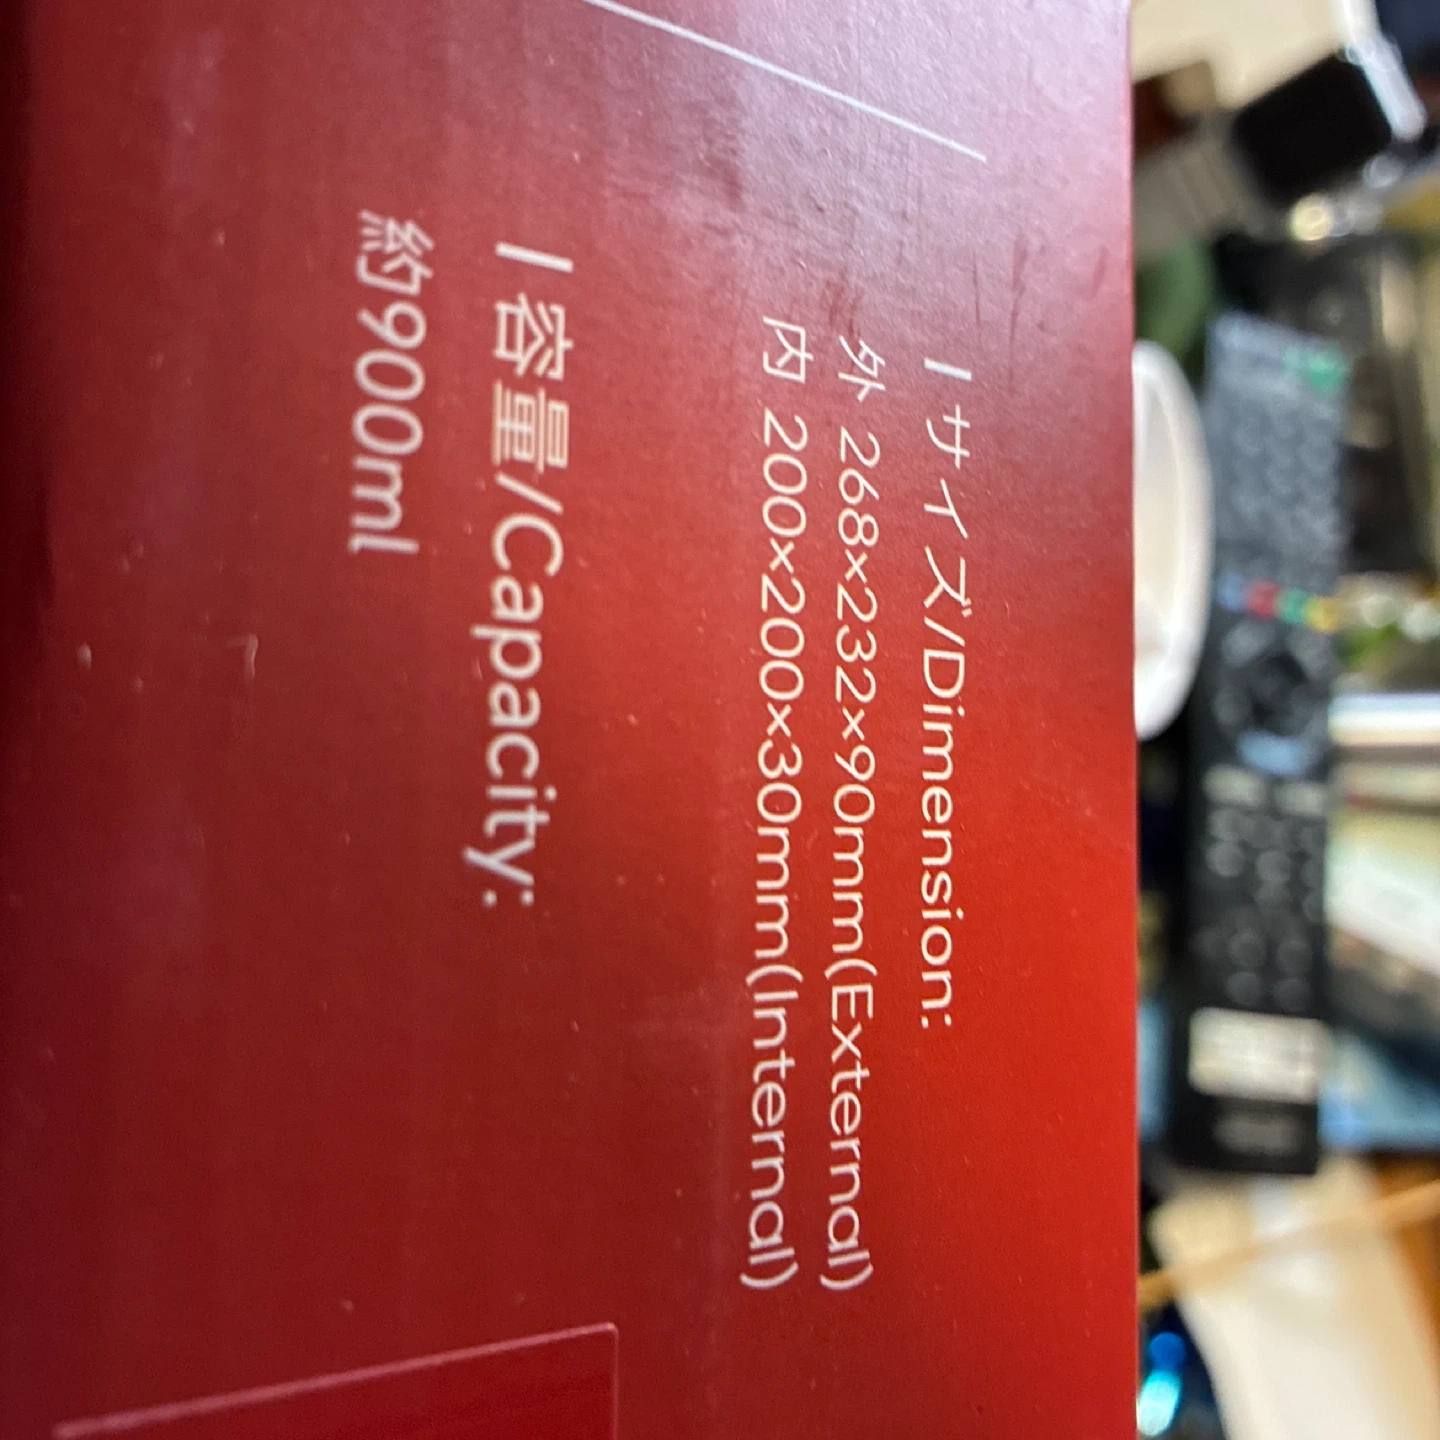 サイズ/Dimension:
外 268×232×90mm(External)
内 200×200×30mm(Internal)
容量/Capacity:
約900ml